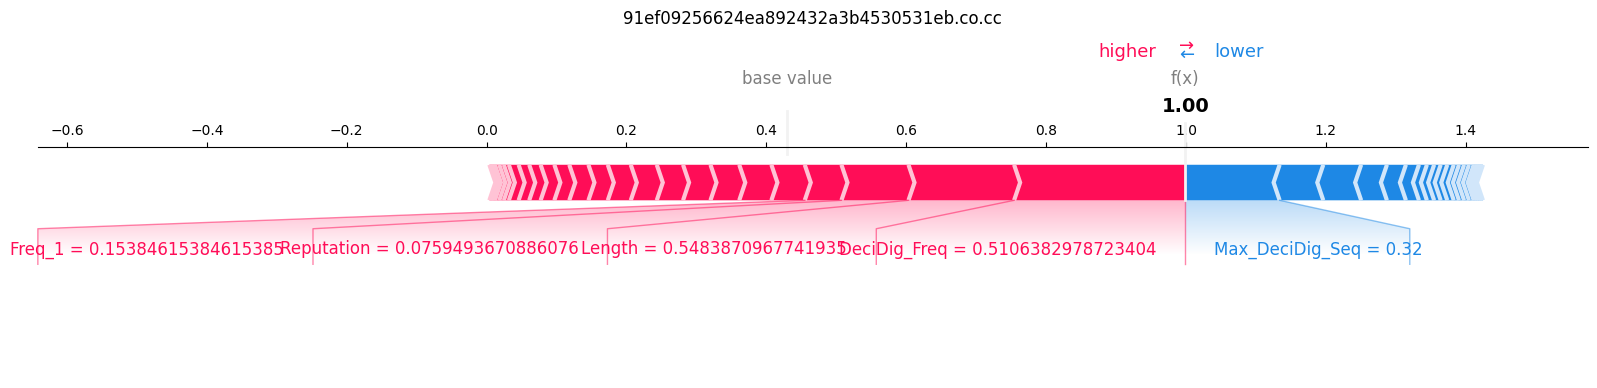 91ef09256624ea892432a3b4530531eb.co.cc
higher → ← lower
base value f(x)
1.00
−0.6 −0.4 −0.2 0.0 0.2 0.4 0.6 0.8 1.0 1.2 1.4
Freq_1 = 0.15384615384615385 Reputation = 0.0759493670886076 Length = 0.5483870967741935 DeciDig_Freq = 0.5106382978723404 Max_DeciDig_Seq = 0.32